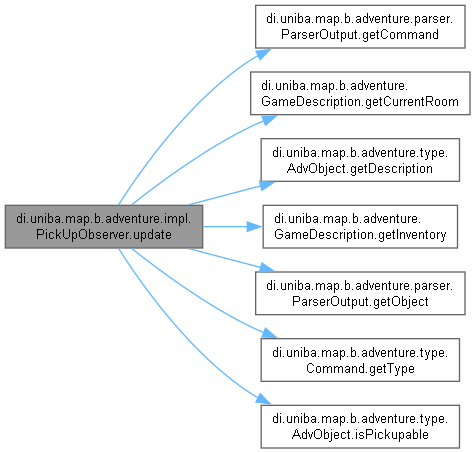 di.uniba.map.b.adventure.impl.
PickUpObserver.update
di.uniba.map.b.adventure.parser.
ParserOutput.getCommand
di.uniba.map.b.adventure.
GameDescription.getCurrentRoom
di.uniba.map.b.adventure.type.
AdvObject.getDescription
di.uniba.map.b.adventure.
GameDescription.getInventory
di.uniba.map.b.adventure.parser.
ParserOutput.getObject
di.uniba.map.b.adventure.type.
Command.getType
di.uniba.map.b.adventure.type.
AdvObject.isPickupable